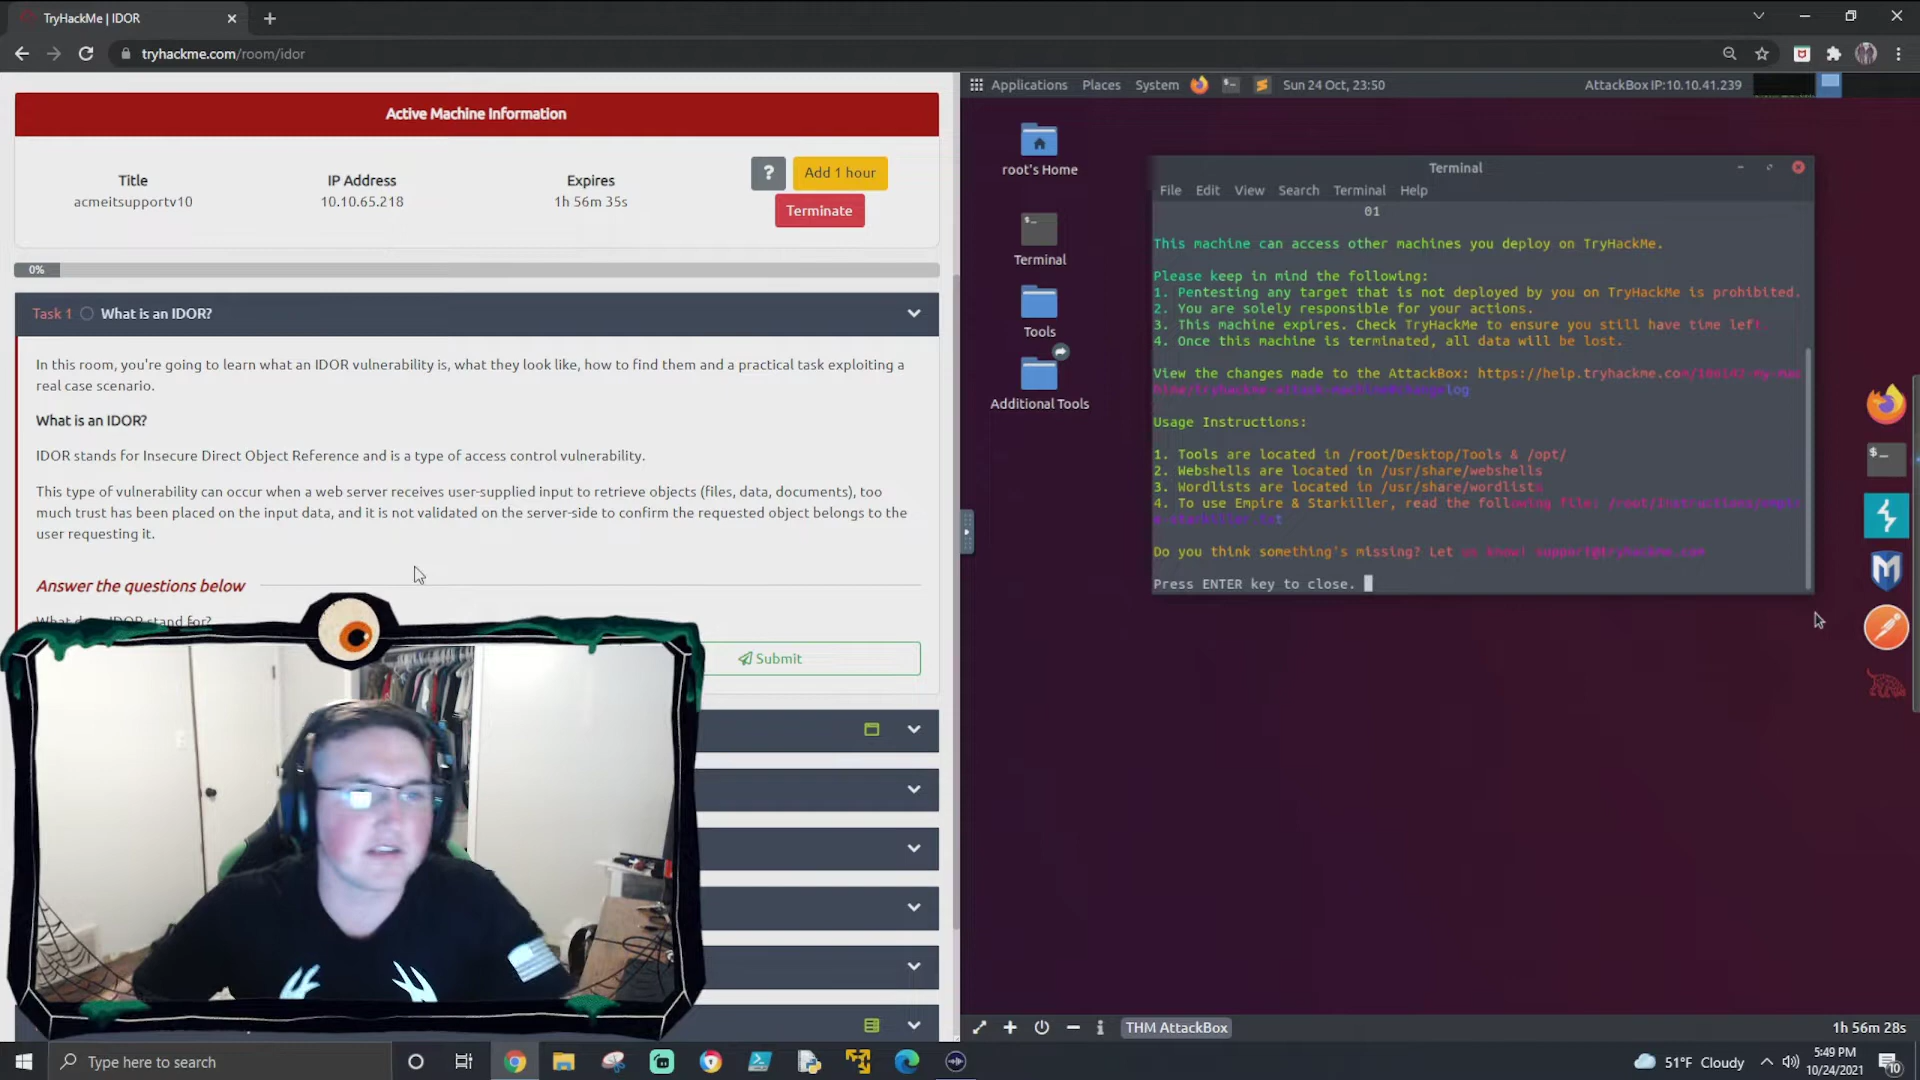 TryHackMe | IDOR
tryhackme.com/room/idor
Active Machine Information
Title
IP Address
Expires
? Add 1 hour
acmeitsupportv10
10.10.65.218
1h 56m 35s
Terminate
0%
Task 1 What is an IDOR?
In this room, you're going to learn what an IDOR vulnerability is, what they look like, how to find them and a practical task exploiting a
real case scenario.
What is an IDOR?
IDOR stands for Insecure Direct Object Reference and is a type of access control vulnerability.
This type of vulnerability can occur when a web server receives user-supplied input to retrieve objects (files, data, documents), too
much trust has been placed on the input data, and it is not validated on the server-side to confirm the requested object belongs to the
user requesting it.
Answer the questions below
IDOR stand for?
Submit
Applications Places System Sun 24 Oct, 23:50 AttackBox IP:10.10.41.239
root's Home
Terminal
Tools
Additional Tools
Terminal
File Edit View Search Terminal Help
01
This machine can access other machines you deploy on TryHackMe.
Please keep in mind the following:
1. Pentesting any target that is not deployed by you on TryHackMe is prohibited.
2. You are solely responsible for your actions.
3. This machine expires. Check TryHackMe to ensure you still have time left
4. Once this machine is terminated, all data will be lost.
View the changes made to the AttackBox:
Usage Instructions:
1. Tools are located in /root/Desktop/Tools & /opt/
2. Webshells are located in /usr/share/webshells
3. Wordlists are located in /usr/share/wordlists
4. To use Empire & Starkiller, read the following file:
Do you think something's missing? Let us know! support@tryhackme.com
Press ENTER key to close.
THM AttackBox
1h 56m 28s
Type here to search
51°F Cloudy
5:49 PM
10/24/2021
10